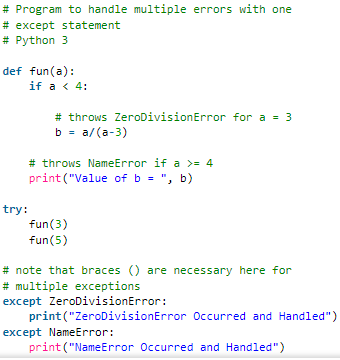 # Program to handle multiple errors with one
# except statement
# Python 3
def fun(a):
    if a < 4:
        # throws ZeroDivisionError for a = 3
        b = a/(a-3)
    # throws NameError if a >= 4
    print("Value of b = ", b)
try:
    fun(3)
    fun(5)
# note that braces () are necessary here for
# multiple exceptions
except ZeroDivisionError:
    print("ZeroDivisionError Occurred and Handled")
except NameError:
    print("NameError Occurred and Handled")